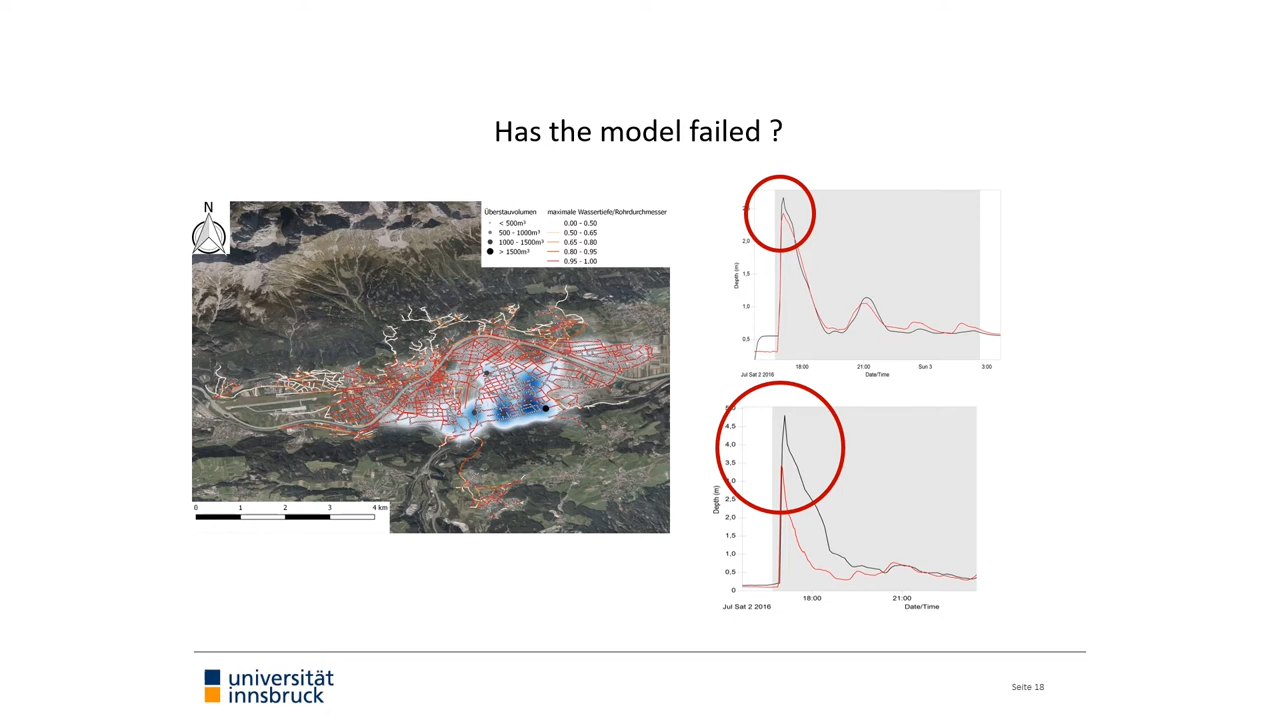 Has the model failed ?
N
Überstauvolumen
< 500m³
500 - 1000m³
1000 - 1500m³
> 1500m³
maximale Wassertiefe/Rohrdurchmesser
0.00 - 0.50
0.50 - 0.65
0.65 - 0.80
0.80 - 0.95
0.95 - 1.00
0 1 2 3 4 km
Depth (m)
2,0
1,5
1,0
0,5
18:00 21:00 Sun 3 3:00
Jul Sat 2 2016 Date/Time
Depth (m)
5,0
4,5
4,0
3,5
3,0
2,5
2,0
1,5
1,0
0,5
0
18:00 21:00
Jul Sat 2 2016 Date/Time
universität
innsbruck
Seite 18